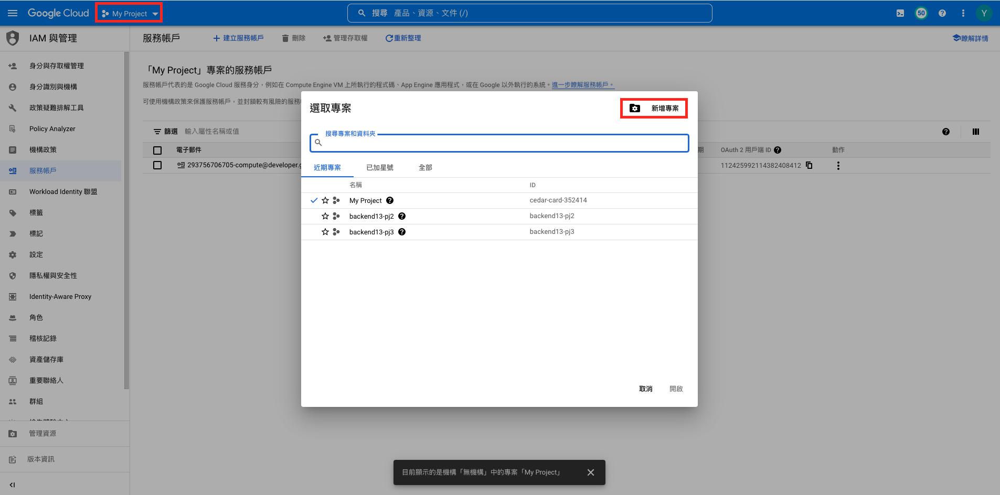 Google Cloud
My Project
搜尋 產品、資源、文件 (/)
50
Y
IAM 與管理
服務帳戶
建立服務帳戶
刪除
管理存取權
重新整理
瞭解詳情
身分與存取權管理
身分識別與機構
政策疑難排解工具
Policy Analyzer
機構政策
服務帳戶
Workload Identity 聯盟
標籤
標記
設定
隱私權與安全性
Identity-Aware Proxy
角色
稽核記錄
資產儲存庫
重要聯絡人
群組
管理資源
版本資訊
「My Project」專案的服務帳戶
服務帳戶代表的是 Google Cloud 服務身分,例如在 Compute Engine VM 上所執行的程式碼、App Engine 應用程式,或在 Google 以外執行的系統。進一步瞭解服務帳戶。
可使用機構政策來保護服務帳戶,並封鎖較有風險的服務
篩選 輸入屬性名稱或值
電子郵件
期
OAuth 2 用戶端 ID
動作
293756706705-compute@developer.g
112425992114382408412
選取專案
新增專案
搜尋專案和資料夾
近期專案
已加星號
全部
名稱
ID
My Project
cedar-card-352414
backend13-pj2
backend13-pj2
backend13-pj3
backend13-pj3
取消
開啟
目前顯示的是機構「無機構」中的專案「My Project」